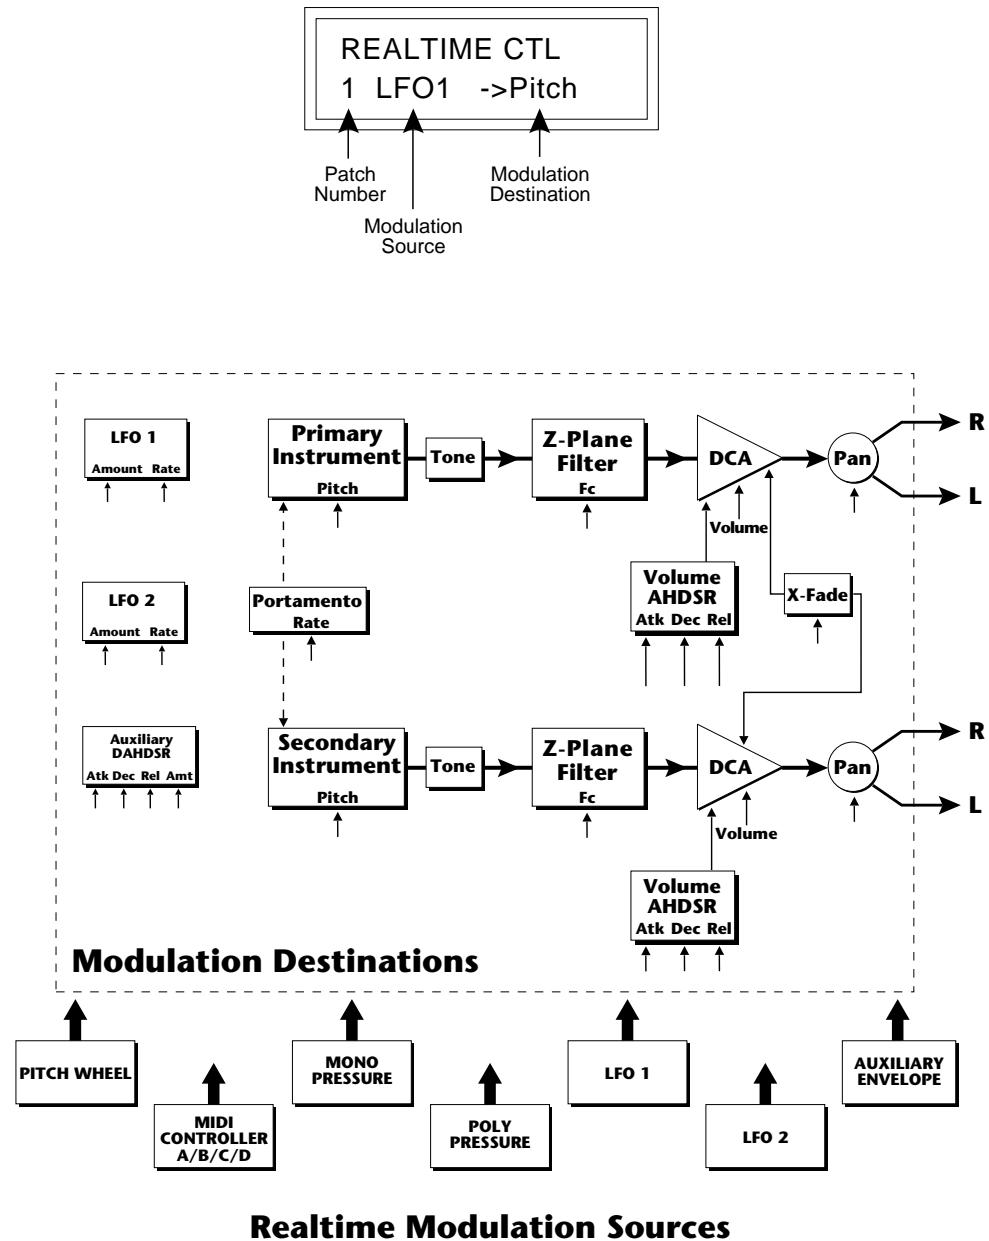 REALTIME CTL
1 LFO1 ->Pitch
Patch
Number
Modulation
Source
Modulation
Destination
LFO 1
Amount Rate
Primary
Instrument
Pitch
Tone
Z-Plane
Filter
Fc
DCA
Volume
Pan
R
L
LFO 2
Amount Rate
Portamento
Rate
Volume
AHDSR
Atk Dec Rel
X-Fade
Auxiliary
DAHDSR
Atk Dec Rel Amt
Secondary
Instrument
Pitch
Tone
Z-Plane
Filter
Fc
DCA
Volume
Pan
R
L
Volume
AHDSR
Atk Dec Rel
Modulation Destinations
PITCH WHEEL
MIDI
CONTROLLER
A/B/C/D
MONO
PRESSURE
POLY
PRESSURE
LFO 1
LFO 2
AUXILIARY
ENVELOPE
Realtime Modulation Sources